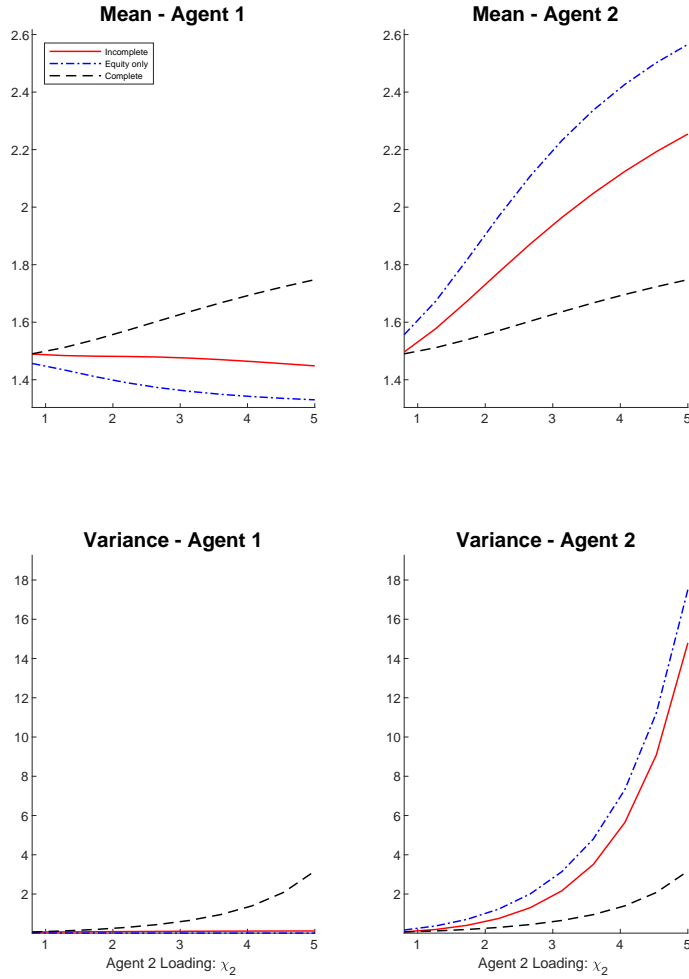 Mean - Agent 1
2.6
2.4
2.2
2
1.8
1.6
1.4
1 2 3 4 5
Incomplete
Equity only
Complete
Mean - Agent 2
2.6
2.4
2.2
2
1.8
1.6
1.4
1 2 3 4 5
Variance - Agent 1
18
16
14
12
10
8
6
4
2
1 2 3 4 5
Agent 2 Loading: χ₂
Variance - Agent 2
18
16
14
12
10
8
6
4
2
1 2 3 4 5
Agent 2 Loading: χ₂